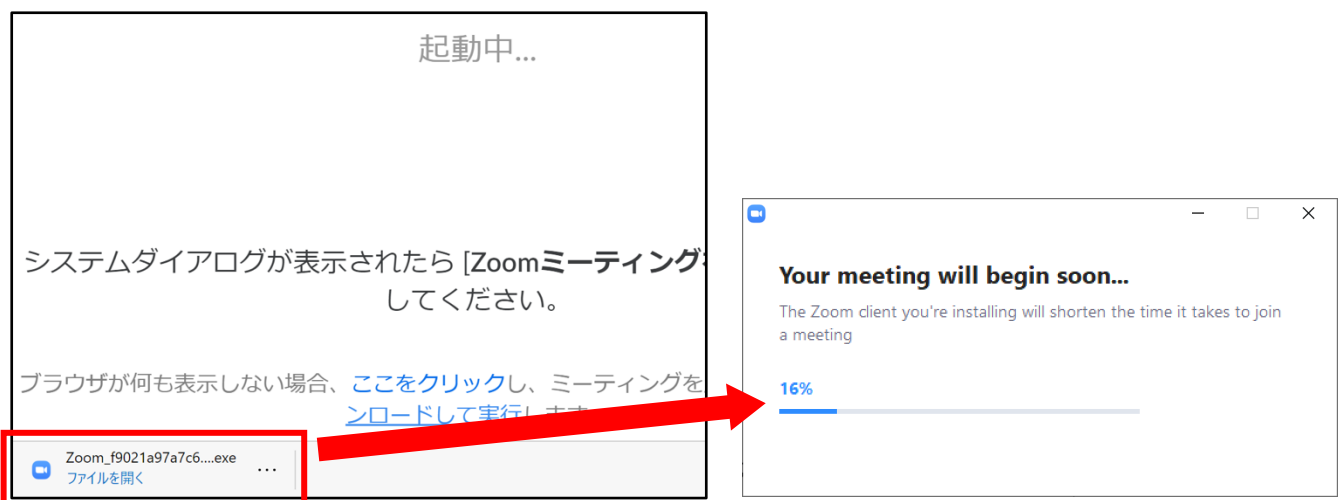 起動中...
システムダイアログが表示されたら [Zoomミーティング
してください。
ブラウザが何も表示しない場合、ここをクリックし、ミーティングを
ンロードして実行します
Zoom_f9021a97a7c6....exe
ファイルを開く
...
Your meeting will begin soon...
The Zoom client you're installing will shorten the time it takes to join
a meeting
16%